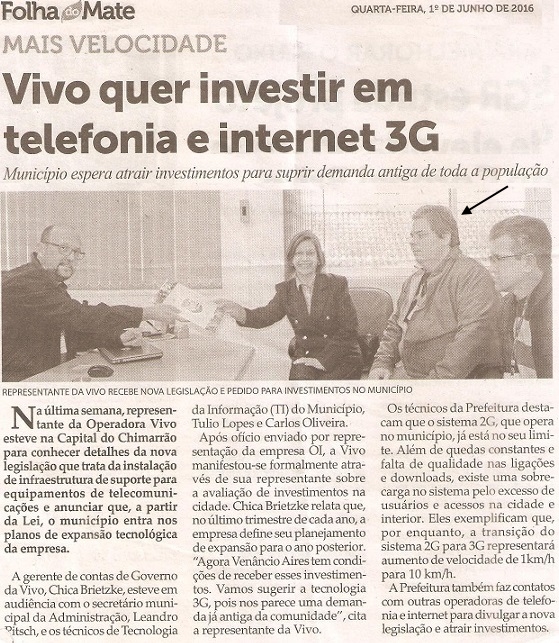 Folha do Mate
QUARTA-FEIRA, 1º DE JUNHO DE 2016
MAIS VELOCIDADE
Vivo quer investir em
telefonia e internet 3G
Município espera atrair investimentos para suprir demanda antiga de toda a população
REPRESENTANTE DA VIVO RECEBE NOVA LEGISLAÇÃO E PEDIDO PARA INVESTIMENTOS NO MUNICÍPIO
Na última semana, represen-
tante da Operadora Vivo
esteve na Capital do Chimarrão
para conhecer detalhes da nova
legislação que trata da instalação
de infraestrutura de suporte para
equipamentos de telecomuni-
cações e anunciar que, a partir
da Lei, o município entra nos
planos de expansão tecnológica
da empresa.
A gerente de contas de Governo
da Vivo, Chica Brietzke, esteve em
audiência com o secretário munici-
pal da Administração, Leandro
Pitsch, e os técnicos de Tecnologia
da Informação (TI) do Município,
Tulio Lopes e Carlos Oliveira.
Após ofício enviado por repre-
sentação da empresa OI, a Vivo
manifestou-se formalmente atra-
vés de sua representante sobre
a avaliação de investimentos na
cidade. Chica Brietzke relata que,
no último trimestre de cada ano, a
empresa define seu planejamento
de expansão para o ano posterior.
"Agora Venâncio Aires tem condi-
ções de receber esses investimen-
tos. Vamos sugerir a tecnologia
3G, pois nos parece uma deman-
da já antiga da comunidade", cita
a representante da Vivo.
Os técnicos da Prefeitura desta-
cam que o sistema 2G, que opera
no município, já está no seu limi-
te. Além de quedas constantes e
falta de qualidade nas ligações e
downloads, existe uma sobre-
carga no sistema pelo excesso de
usuários e acessos na cidade e
interior. Eles exemplificam que,
por enquanto, a transição do
sistema 2G para 3G representará
aumento de velocidade de 1km/h
para 10 km/h.
A Prefeitura também faz contatos
com outras operadoras de telefo-
nia e internet para divulgar a nova
legislação e atrair investimentos.